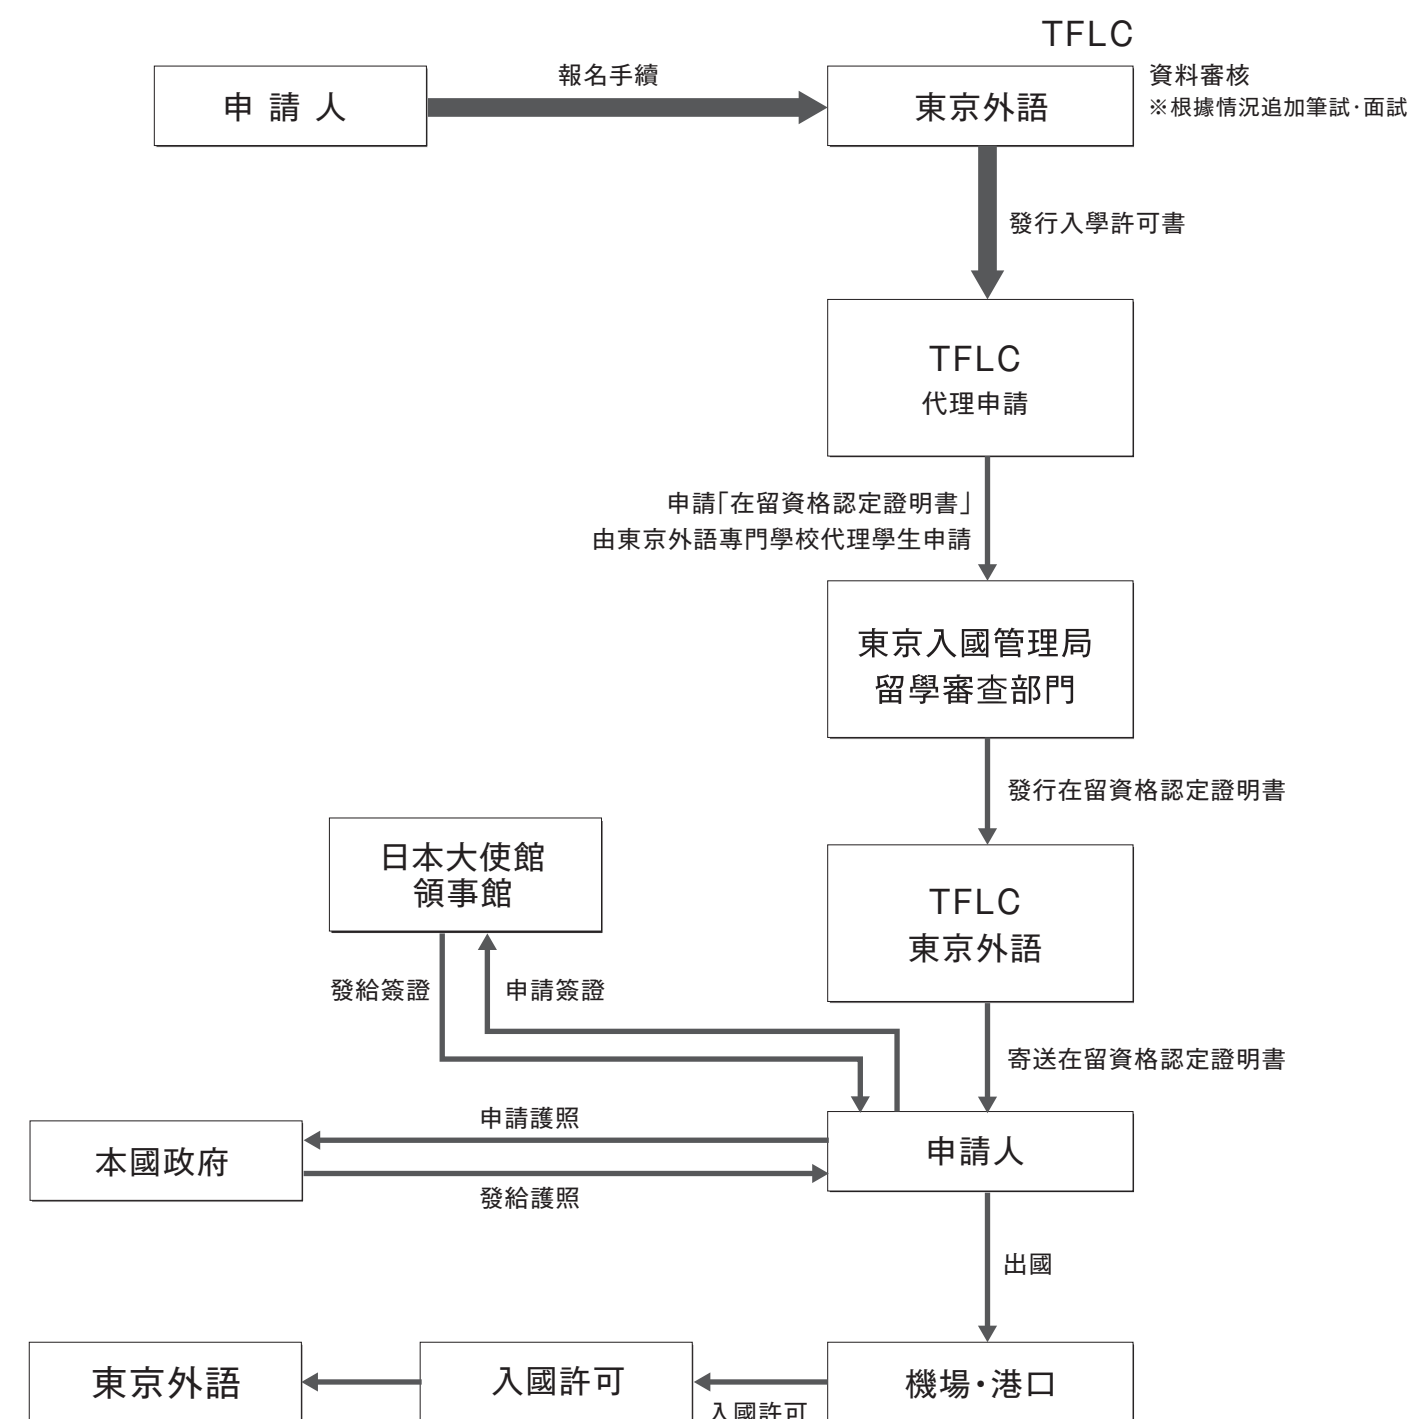 TFLC
申請人
報名手續
東京外語
資料審核
※根據情況追加筆試·面試
發行入學許可書
TFLC
代理申請
申請「在留資格認定證明書」
由東京外語專門學校代理學生申請
東京入國管理局
留學審查部門
發行在留資格認定證明書
日本大使館
領事館
TFLC
東京外語
發給簽證
申請簽證
寄送在留資格認定證明書
申請護照
本國政府
申請人
發給護照
出國
東京外語
入國許可
機場·港口
入國許可